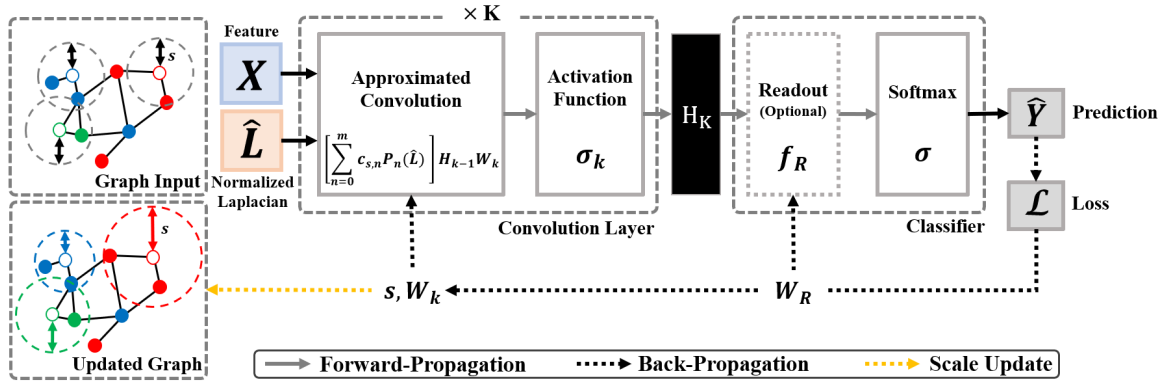 s
Graph Input
s
Updated Graph
Feature
X
L̂
Normalized
Laplacian
× K
Approximated
Convolution
[∑_{n=0}^{m} c_{s,n} P_n(L̂)] H_{k-1} W_k
Activation
Function
σ_k
Convolution Layer
H_K
Readout
(Optional)
f_R
Softmax
σ
Classifier
Ŷ
Prediction
ℒ
Loss
s, W_k
W_R
Forward-Propagation
Back-Propagation
Scale Update